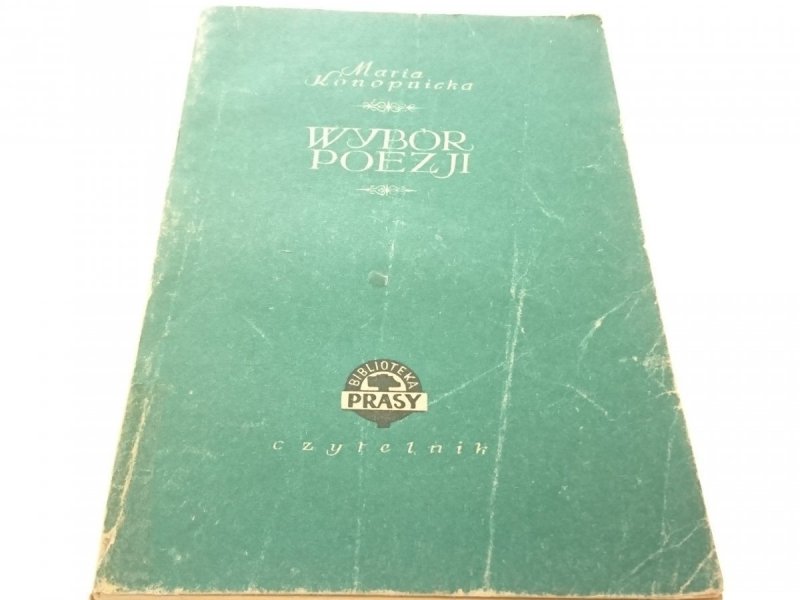 Maria
Konopnicka
WYBÓR
POEZJI
BIBLIOTEKA
PRASY
czytelnik